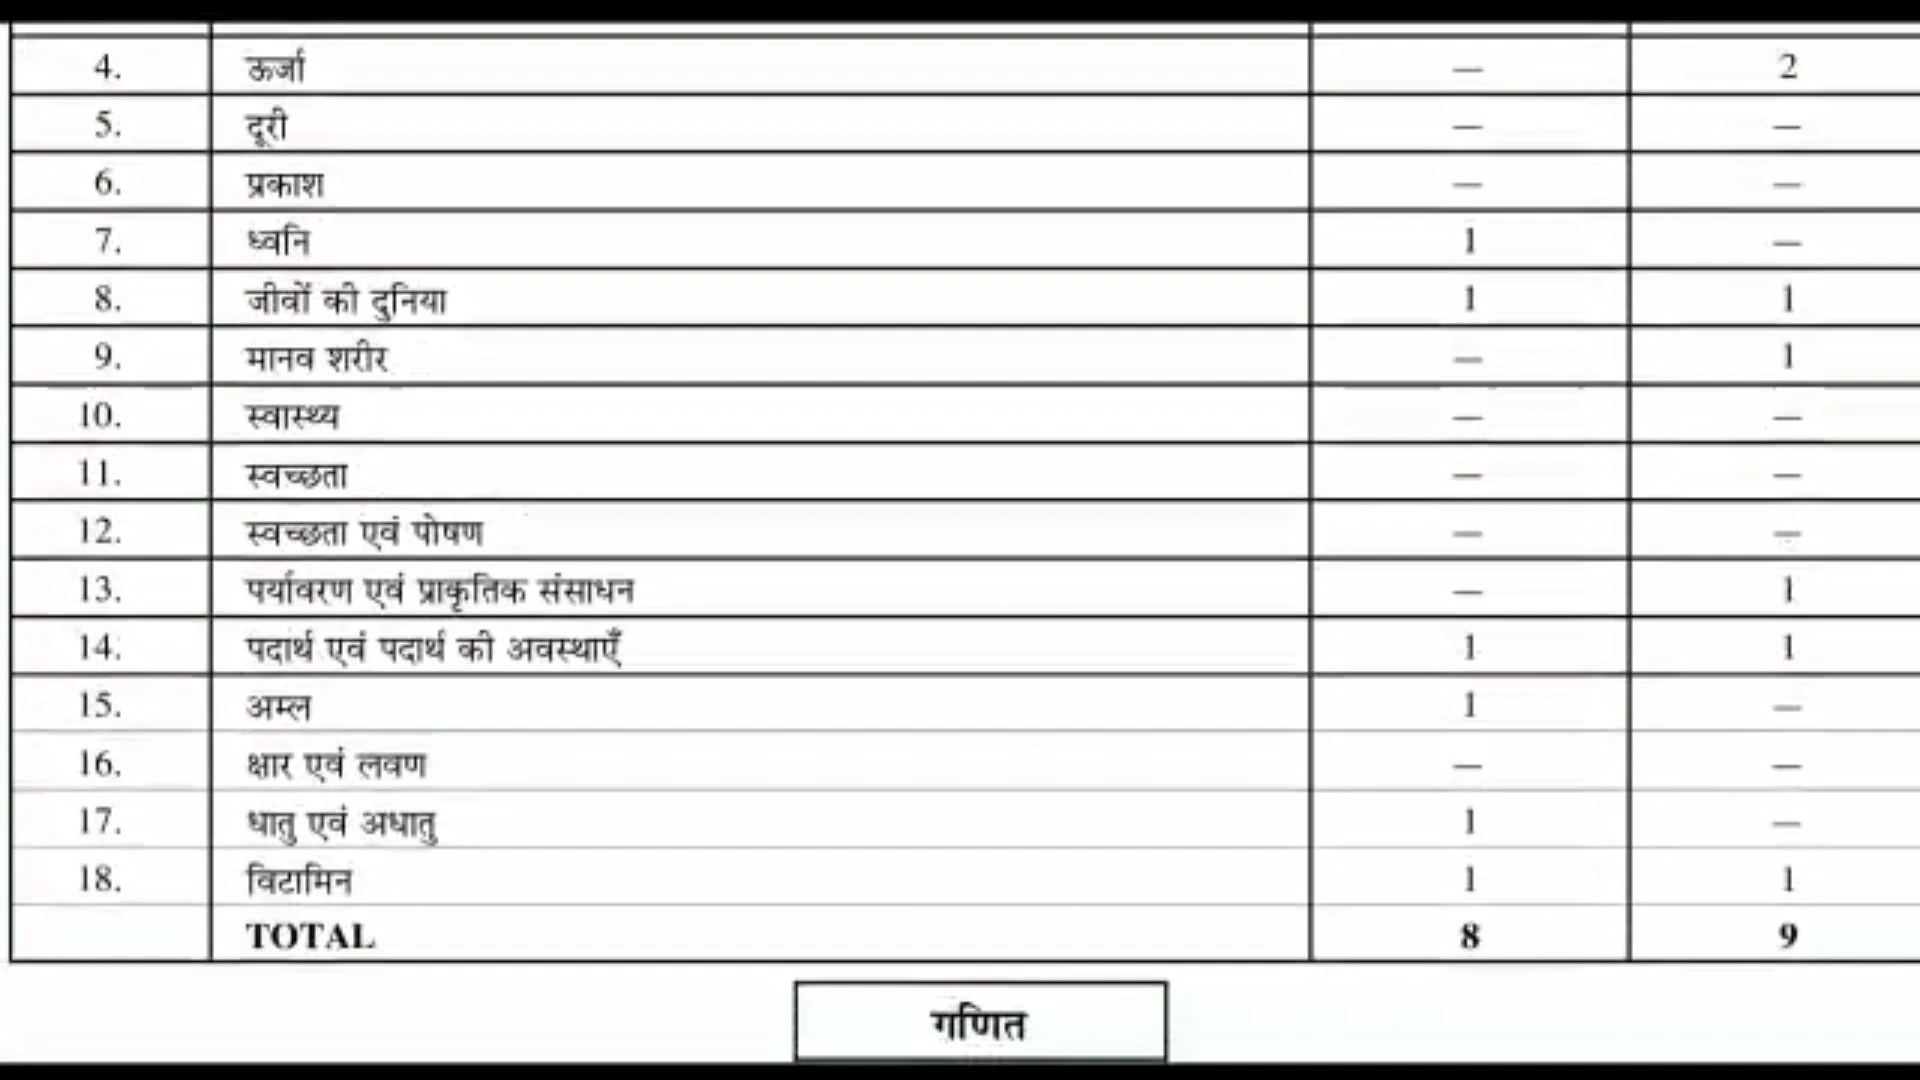 4. ऊर्जा — 2
5. दूरी — —
6. प्रकाश — —
7. ध्वनि 1 —
8. जीवों की दुनिया 1 1
9. मानव शरीर — 1
10. स्वास्थ्य — —
11. स्वच्छता — —
12. स्वच्छता एवं पोषण — —
13. पर्यावरण एवं प्राकृतिक संसाधन — 1
14. पदार्थ एवं पदार्थ की अवस्थाएँ 1 1
15. अम्ल 1 —
16. क्षार एवं लवण — —
17. धातु एवं अधातु 1 —
18. विटामिन 1 1
TOTAL 8 9
गणित